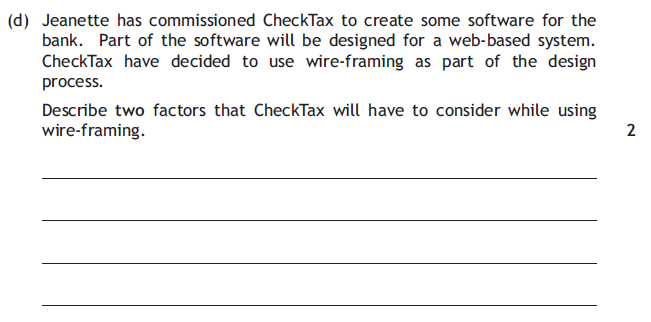 (d) Jeanette has commissioned CheckTax to create some software for the
bank. Part of the software will be designed for a web-based system.
CheckTax have decided to use wire-framing as part of the design
process.
Describe two factors that CheckTax will have to consider while using
wire-framing. 2